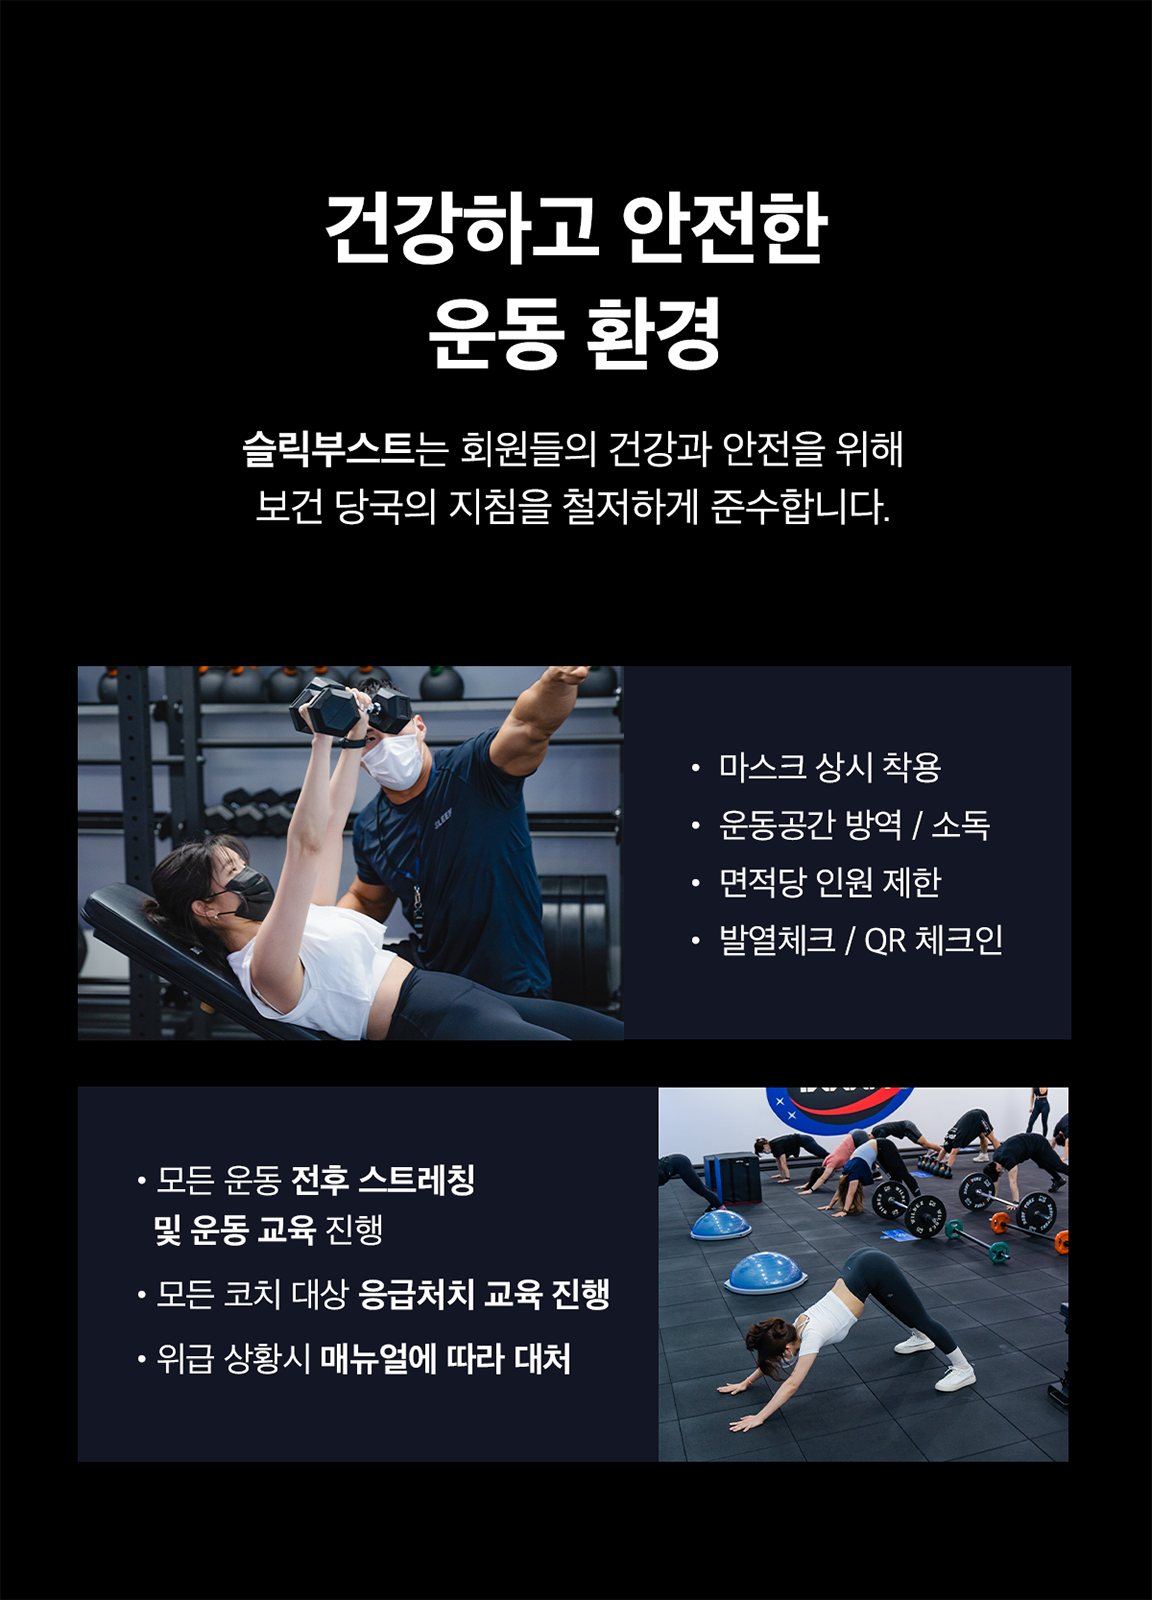 건강하고 안전한
운동 환경
슬릭부스트는 회원들의 건강과 안전을 위해
보건 당국의 지침을 철저하게 준수합니다.
• 마스크 상시 착용
• 운동공간 방역 / 소독
• 면적당 인원 제한
• 발열체크 / QR 체크인
• 모든 운동 전후 스트레칭
및 운동 교육 진행
• 모든 코치 대상 응급처치 교육 진행
• 위급 상황시 매뉴얼에 따라 대처